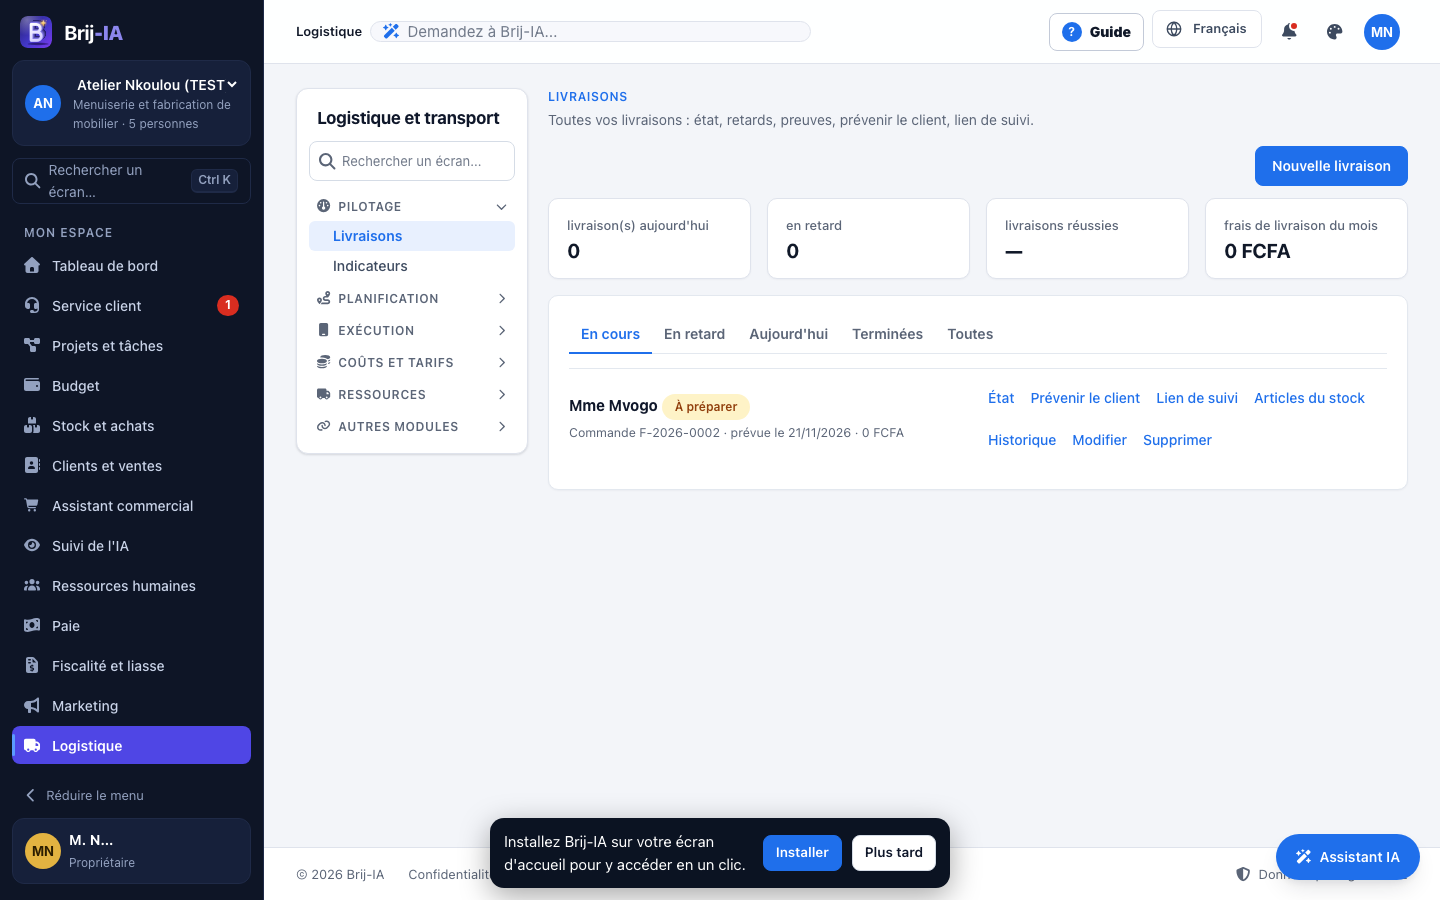 Brij-IA
AN
Atelier Nkoulou (TEST
Menuiserie et fabrication de
mobilier · 5 personnes
Rechercher un
écran...
Ctrl K
MON ESPACE
Tableau de bord
Service client
1
Projets et tâches
Budget
Stock et achats
Clients et ventes
Assistant commercial
Suivi de l'IA
Ressources humaines
Paie
Fiscalité et liasse
Marketing
Logistique
Réduire le menu
MN
M. N...
Propriétaire
Logistique
Demandez à Brij-IA...
? Guide
Français
MN
Logistique et transport
Rechercher un écran...
PILOTAGE
Livraisons
Indicateurs
PLANIFICATION
EXÉCUTION
COÛTS ET TARIFS
RESSOURCES
AUTRES MODULES
LIVRAISONS
Toutes vos livraisons : état, retards, preuves, prévenir le client, lien de suivi.
Nouvelle livraison
livraison(s) aujourd'hui
0
en retard
0
livraisons réussies
—
frais de livraison du mois
0 FCFA
En cours En retard Aujourd'hui Terminées Toutes
Mme Mvogo À préparer
Commande F-2026-0002 · prévue le 21/11/2026 · 0 FCFA
État Prévenir le client Lien de suivi Articles du stock
Historique Modifier Supprimer
Installez Brij-IA sur votre écran
d'accueil pour y accéder en un clic.
Installer
Plus tard
© 2026 Brij-IA
Assistant IA